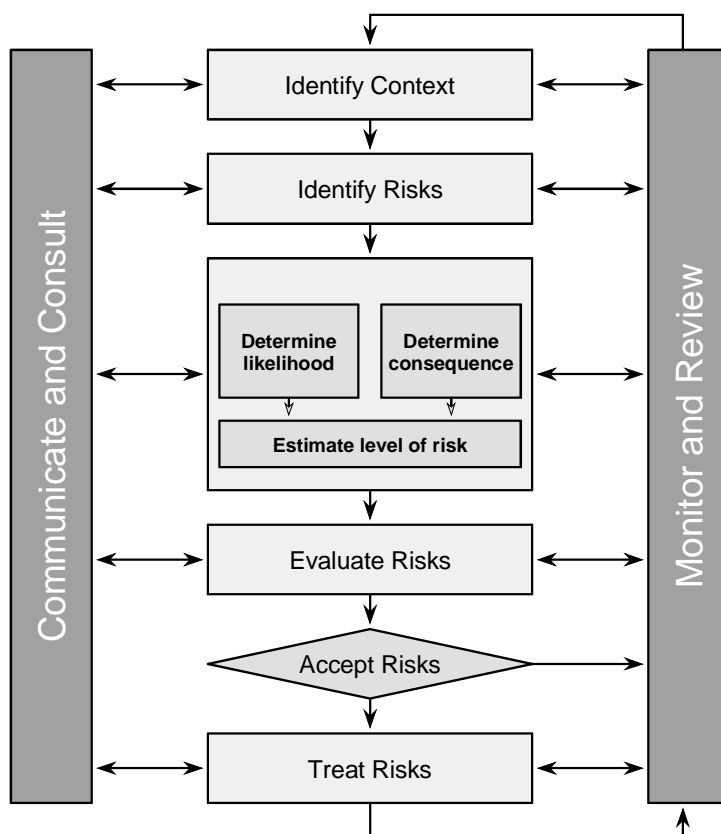 Communicate and Consult
Identify Context
Identify Risks
Determine
likelihood
Determine
consequence
Estimate level of risk
Evaluate Risks
Accept Risks
Treat Risks
Monitor and Review